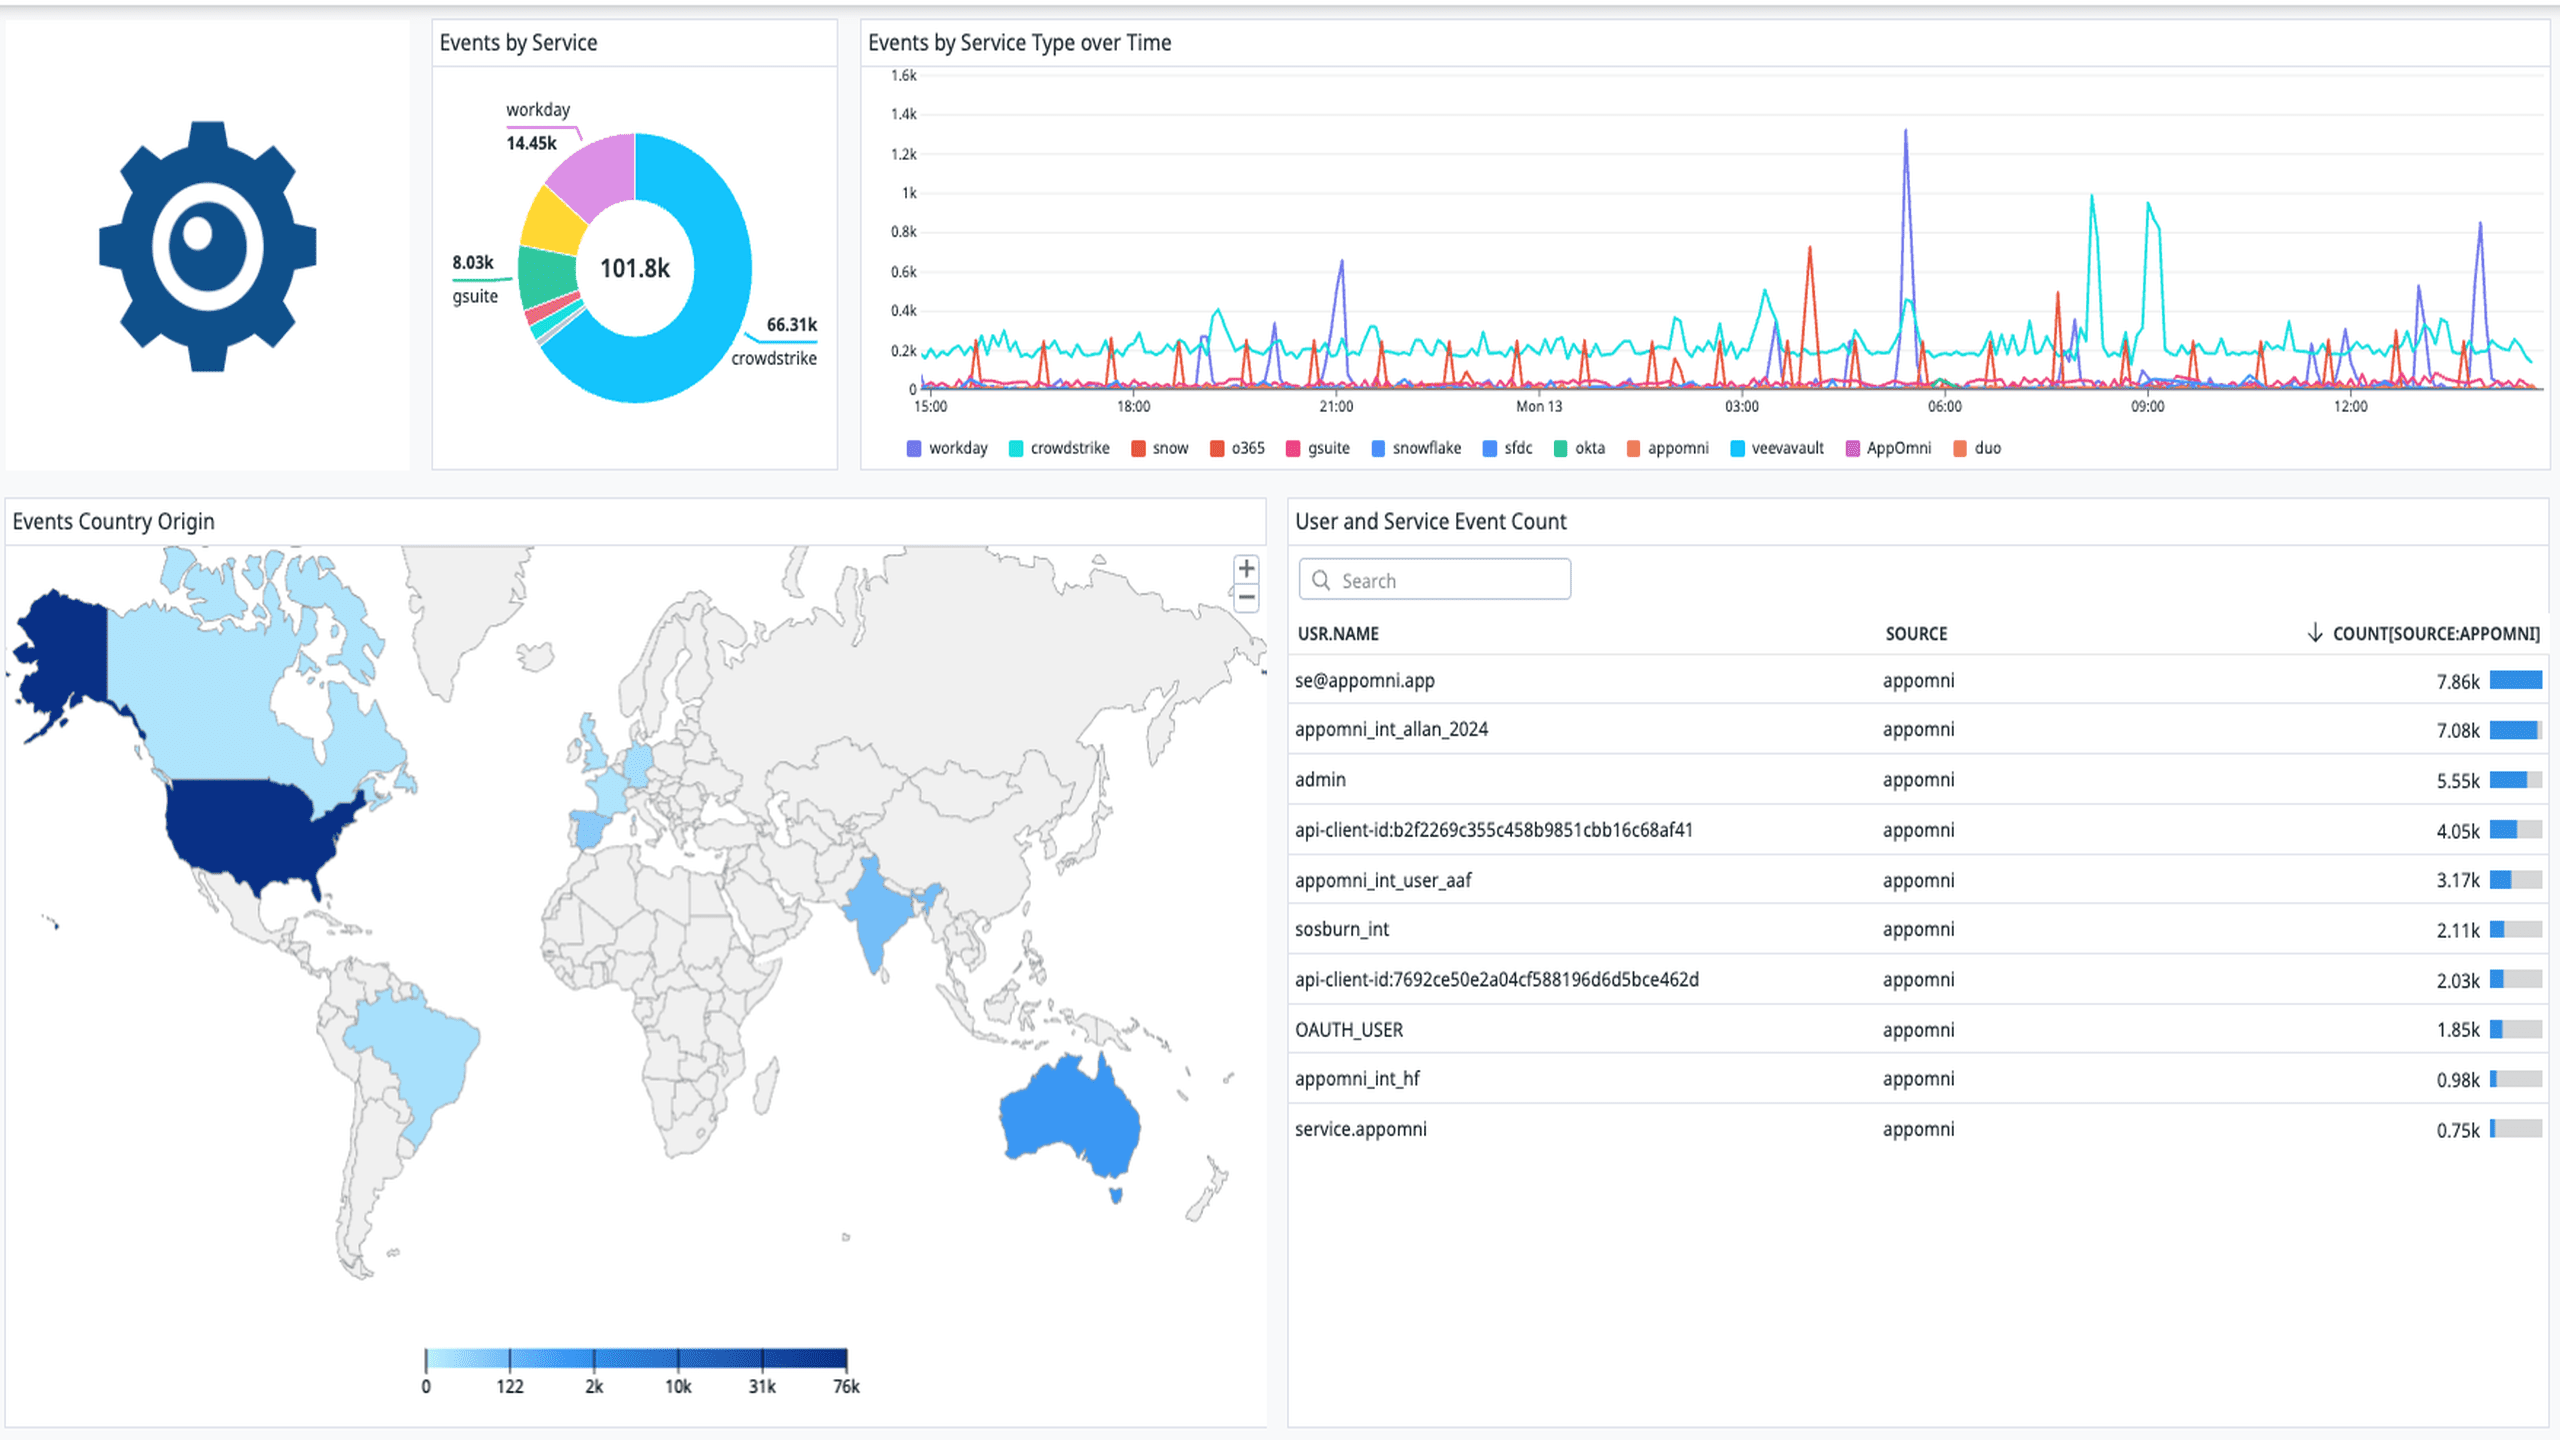 Events by Service
workday
14.45k
8.03k
gsuite
101.8k
66.31k
crowdstrike
Events by Service Type over Time
1.6k
1.4k
1.2k
1k
0.8k
0.6k
0.4k
0.2k
0
15:00 18:00 21:00 Mon 13 03:00 06:00 09:00 12:00
workday crowdstrike snow o365 gsuite snowflake sfdc okta appomni veevavault AppOmni duo
Events Country Origin
+
−
0 122 2k 10k 31k 76k
User and Service Event Count
Search
USR.NAME SOURCE ↓ COUNT[SOURCE:APPOMNI]
se@appomni.app appomni 7.86k
appomni_int_allan_2024 appomni 7.08k
admin appomni 5.55k
api-client-id:b2f2269c355c458b9851cbb16c68af41 appomni 4.05k
appomni_int_user_aaf appomni 3.17k
sosburn_int appomni 2.11k
api-client-id:7692ce50e2a04cf588196d6d5bce462d appomni 2.03k
OAUTH_USER appomni 1.85k
appomni_int_hf appomni 0.98k
service.appomni appomni 0.75k